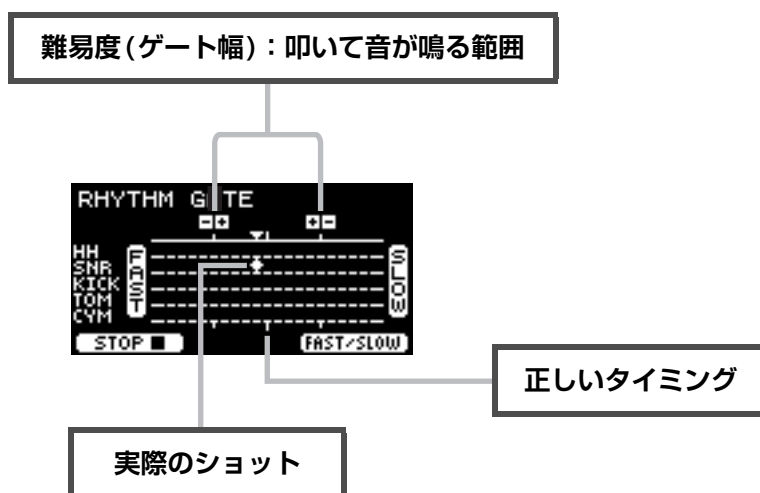 難易度(ゲート幅)：叩いて音が鳴る範囲
RHYTHM G TE
HH
SNR
KICK
TOM
CYM
FAST
SLOW
STOP ■
FAST/SLOW
正しいタイミング
実際のショット